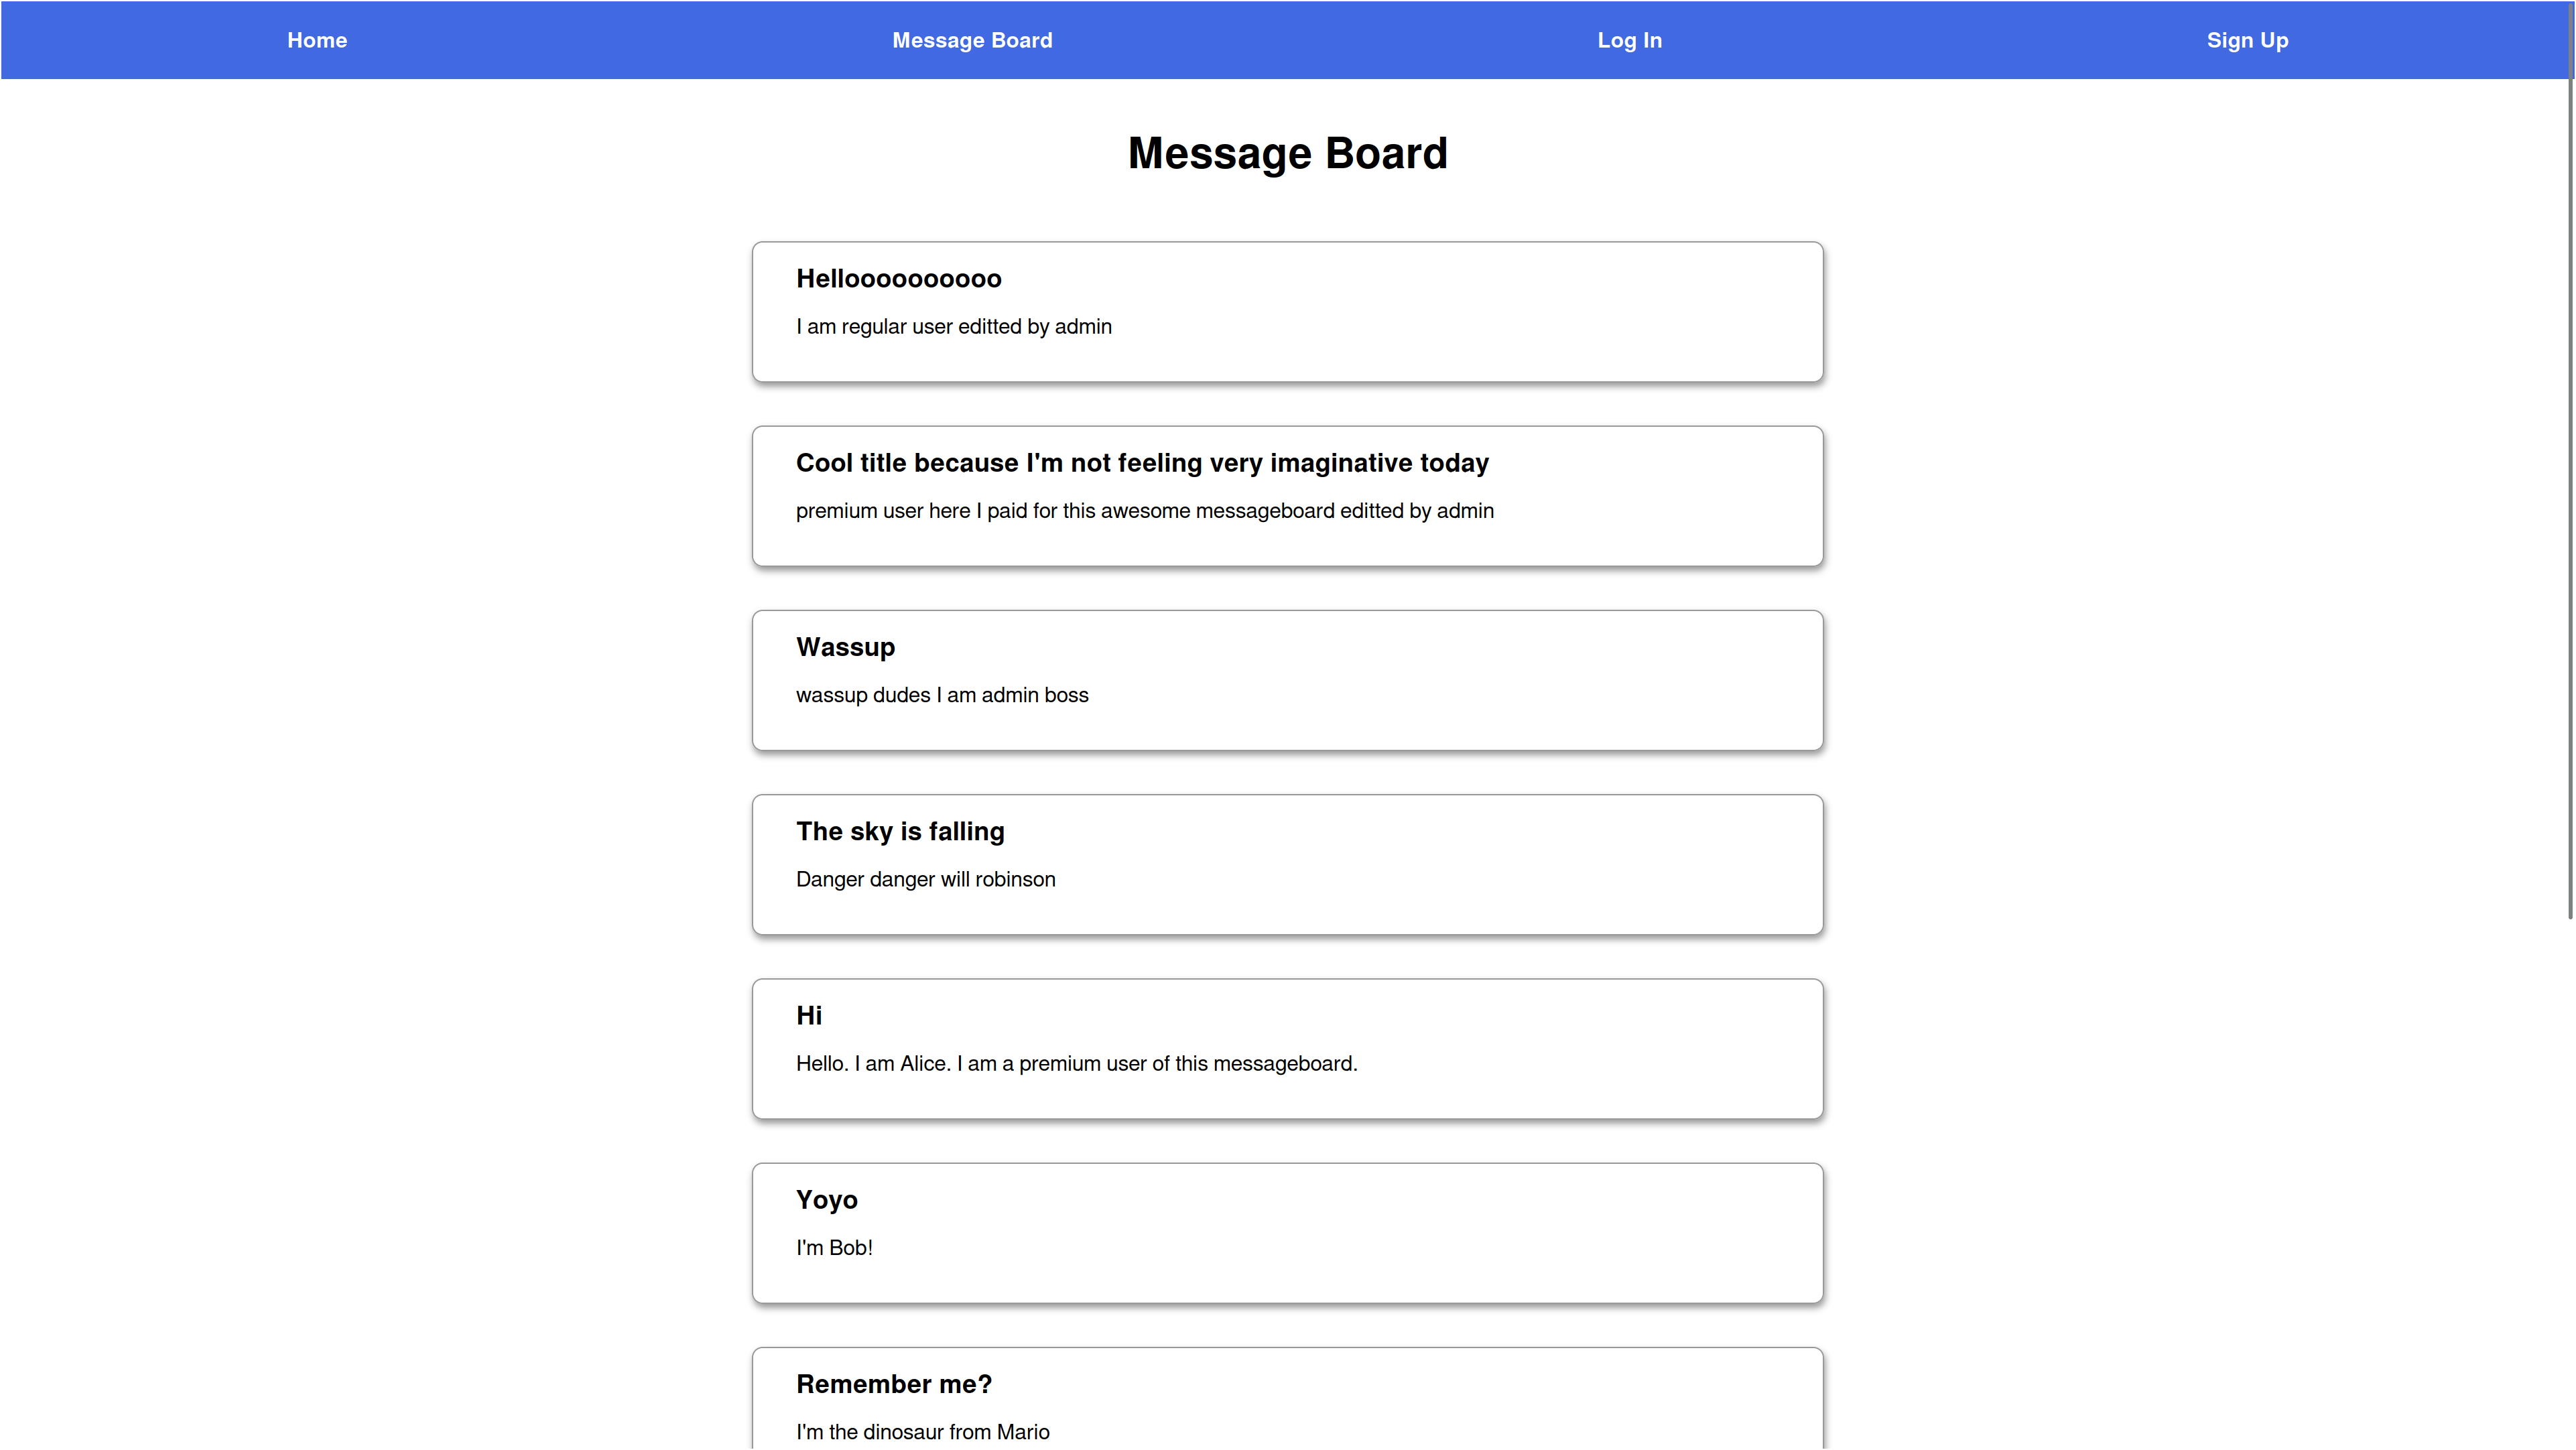 Home Message Board Log In Sign Up
Message Board
Helloooooooooo
I am regular user editted by admin
Cool title because I'm not feeling very imaginative today
premium user here I paid for this awesome messageboard editted by admin
Wassup
wassup dudes I am admin boss
The sky is falling
Danger danger will robinson
Hi
Hello. I am Alice. I am a premium user of this messageboard.
Yoyo
I'm Bob!
Remember me?
I'm the dinosaur from Mario